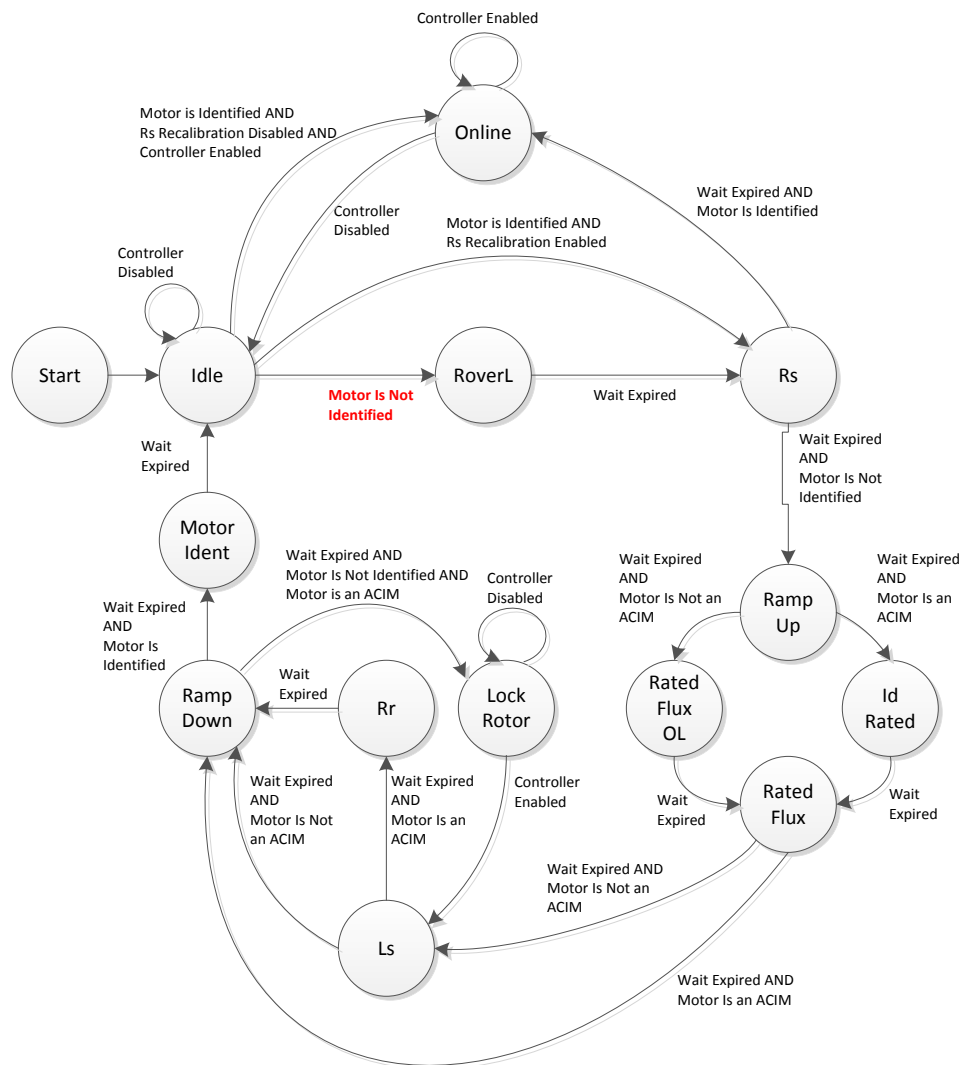 Controller Enabled
Online
Motor is Identified AND
Rs Recalibration Disabled AND
Controller Enabled
Wait Expired AND
Motor Is Identified
Controller
Disabled
Motor is Identified AND
Rs Recalibration Enabled
Controller
Disabled
Start
Idle
RoverL
Rs
Motor Is Not
Identified
Wait Expired
Wait
Expired
Wait Expired
AND
Motor Is Not
Identified
Motor
Ident
Wait Expired AND
Motor Is Not Identified AND
Motor is an ACIM
Controller
Disabled
Wait Expired
AND
Motor Is Not an
ACIM
Wait Expired
AND
Motor Is an
ACIM
Ramp
Up
Wait Expired
AND
Motor Is
Identified
Ramp
Down
Wait
Expired
Rr
Lock
Rotor
Rated
Flux
OL
Id
Rated
Wait Expired
AND
Motor Is Not
an ACIM
Wait Expired
AND
Motor Is an
ACIM
Controller
Enabled
Wait
Expired
Rated
Flux
Wait
Expired
Wait Expired AND
Motor Is Not an
ACIM
Ls
Wait Expired AND
Motor Is an ACIM